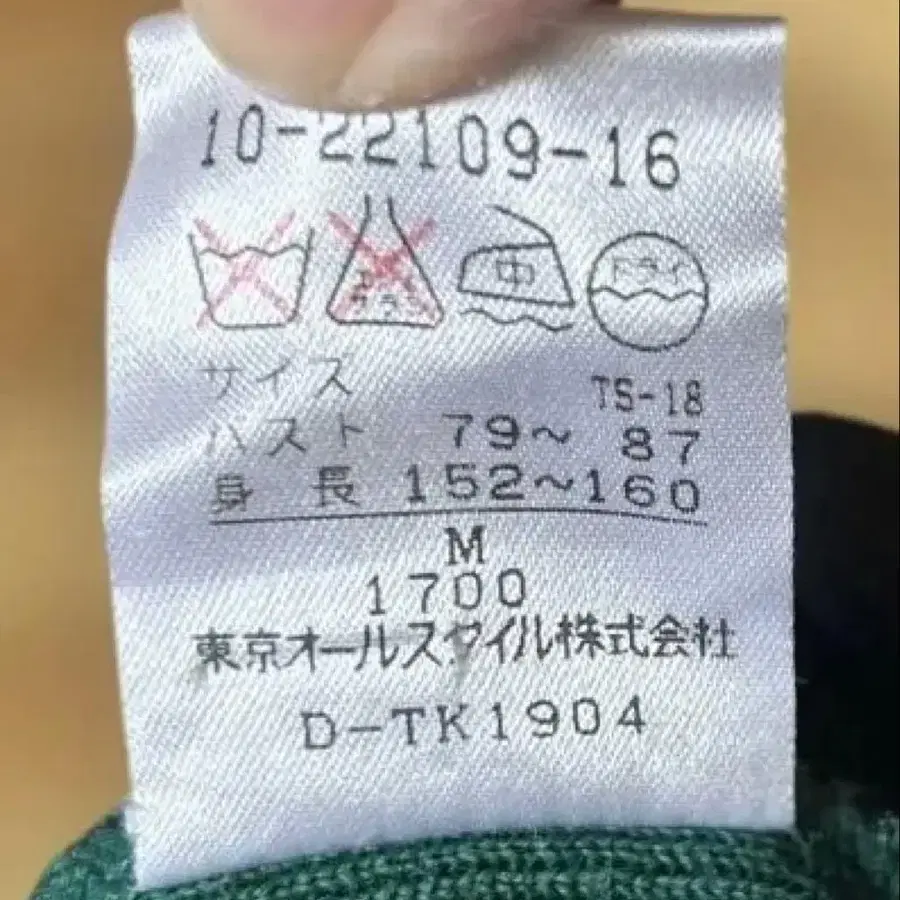 10-22109-16
中 ドライ
サイズ TS-18
バスト 79～87
身長 152～160
M
1700
東京オールスタイル株式会社
D-TK1904